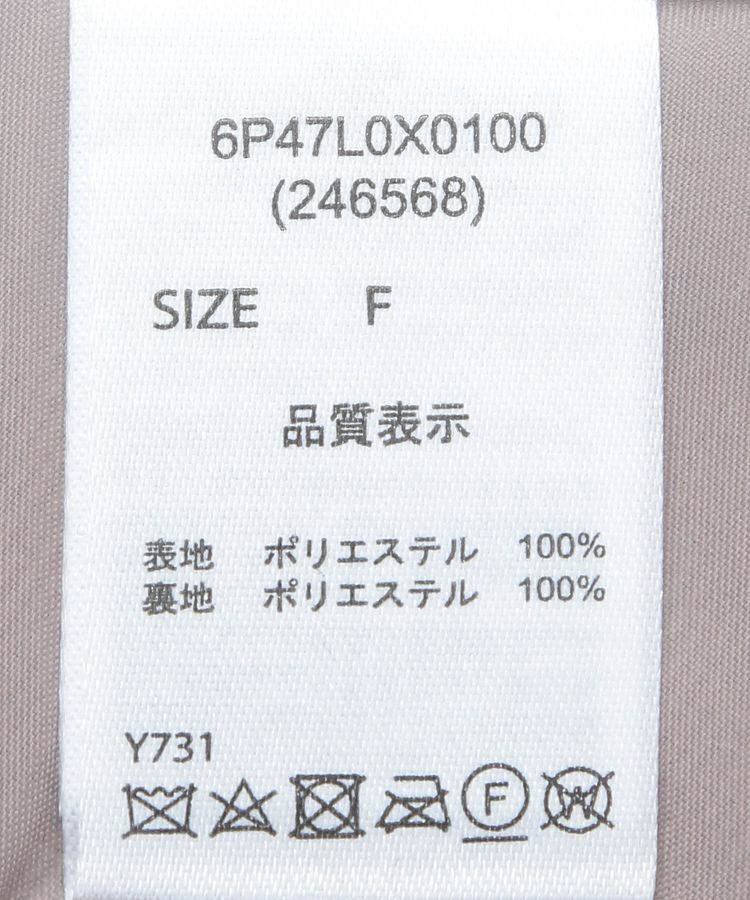 6P47L0X0100
(246568)
SIZE F
品質表示
表地 ポリエステル 100%
裏地 ポリエステル 100%
Y731
F W